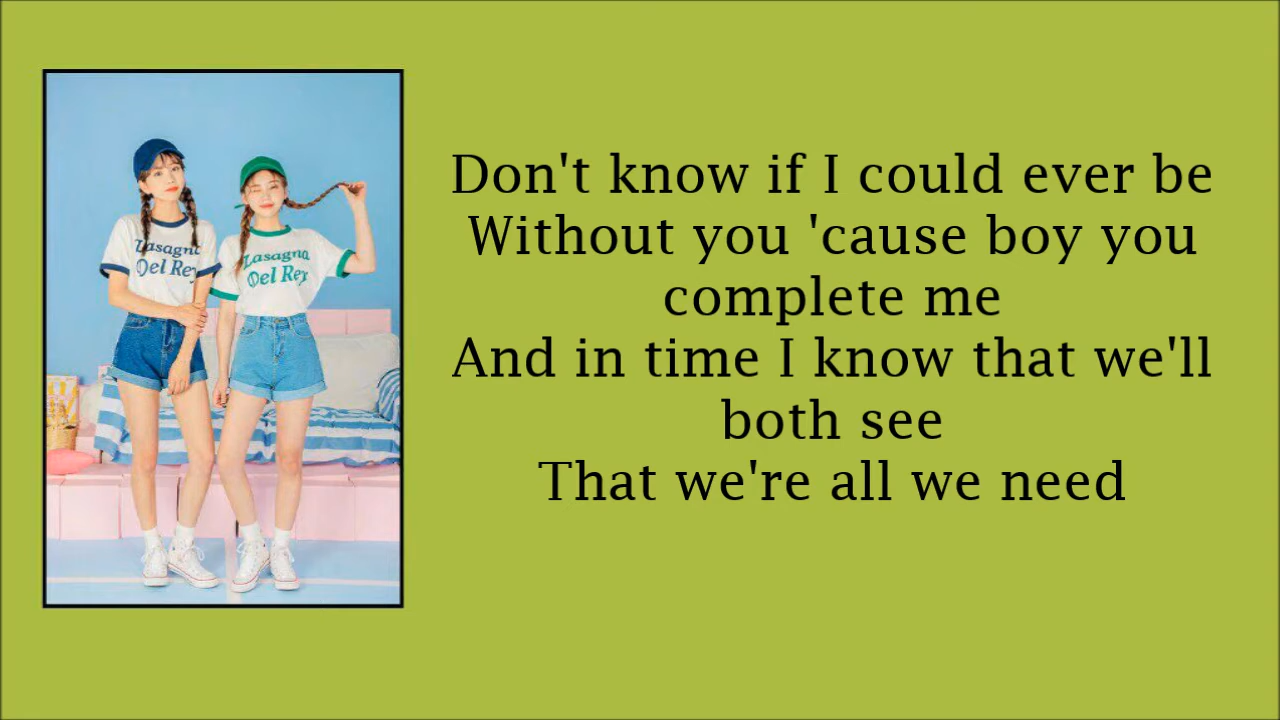 Lasagna
Del Rey
Lasagna
Del Rey
Don't know if I could ever be
Without you 'cause boy you
complete me
And in time I know that we'll
both see
That we're all we need